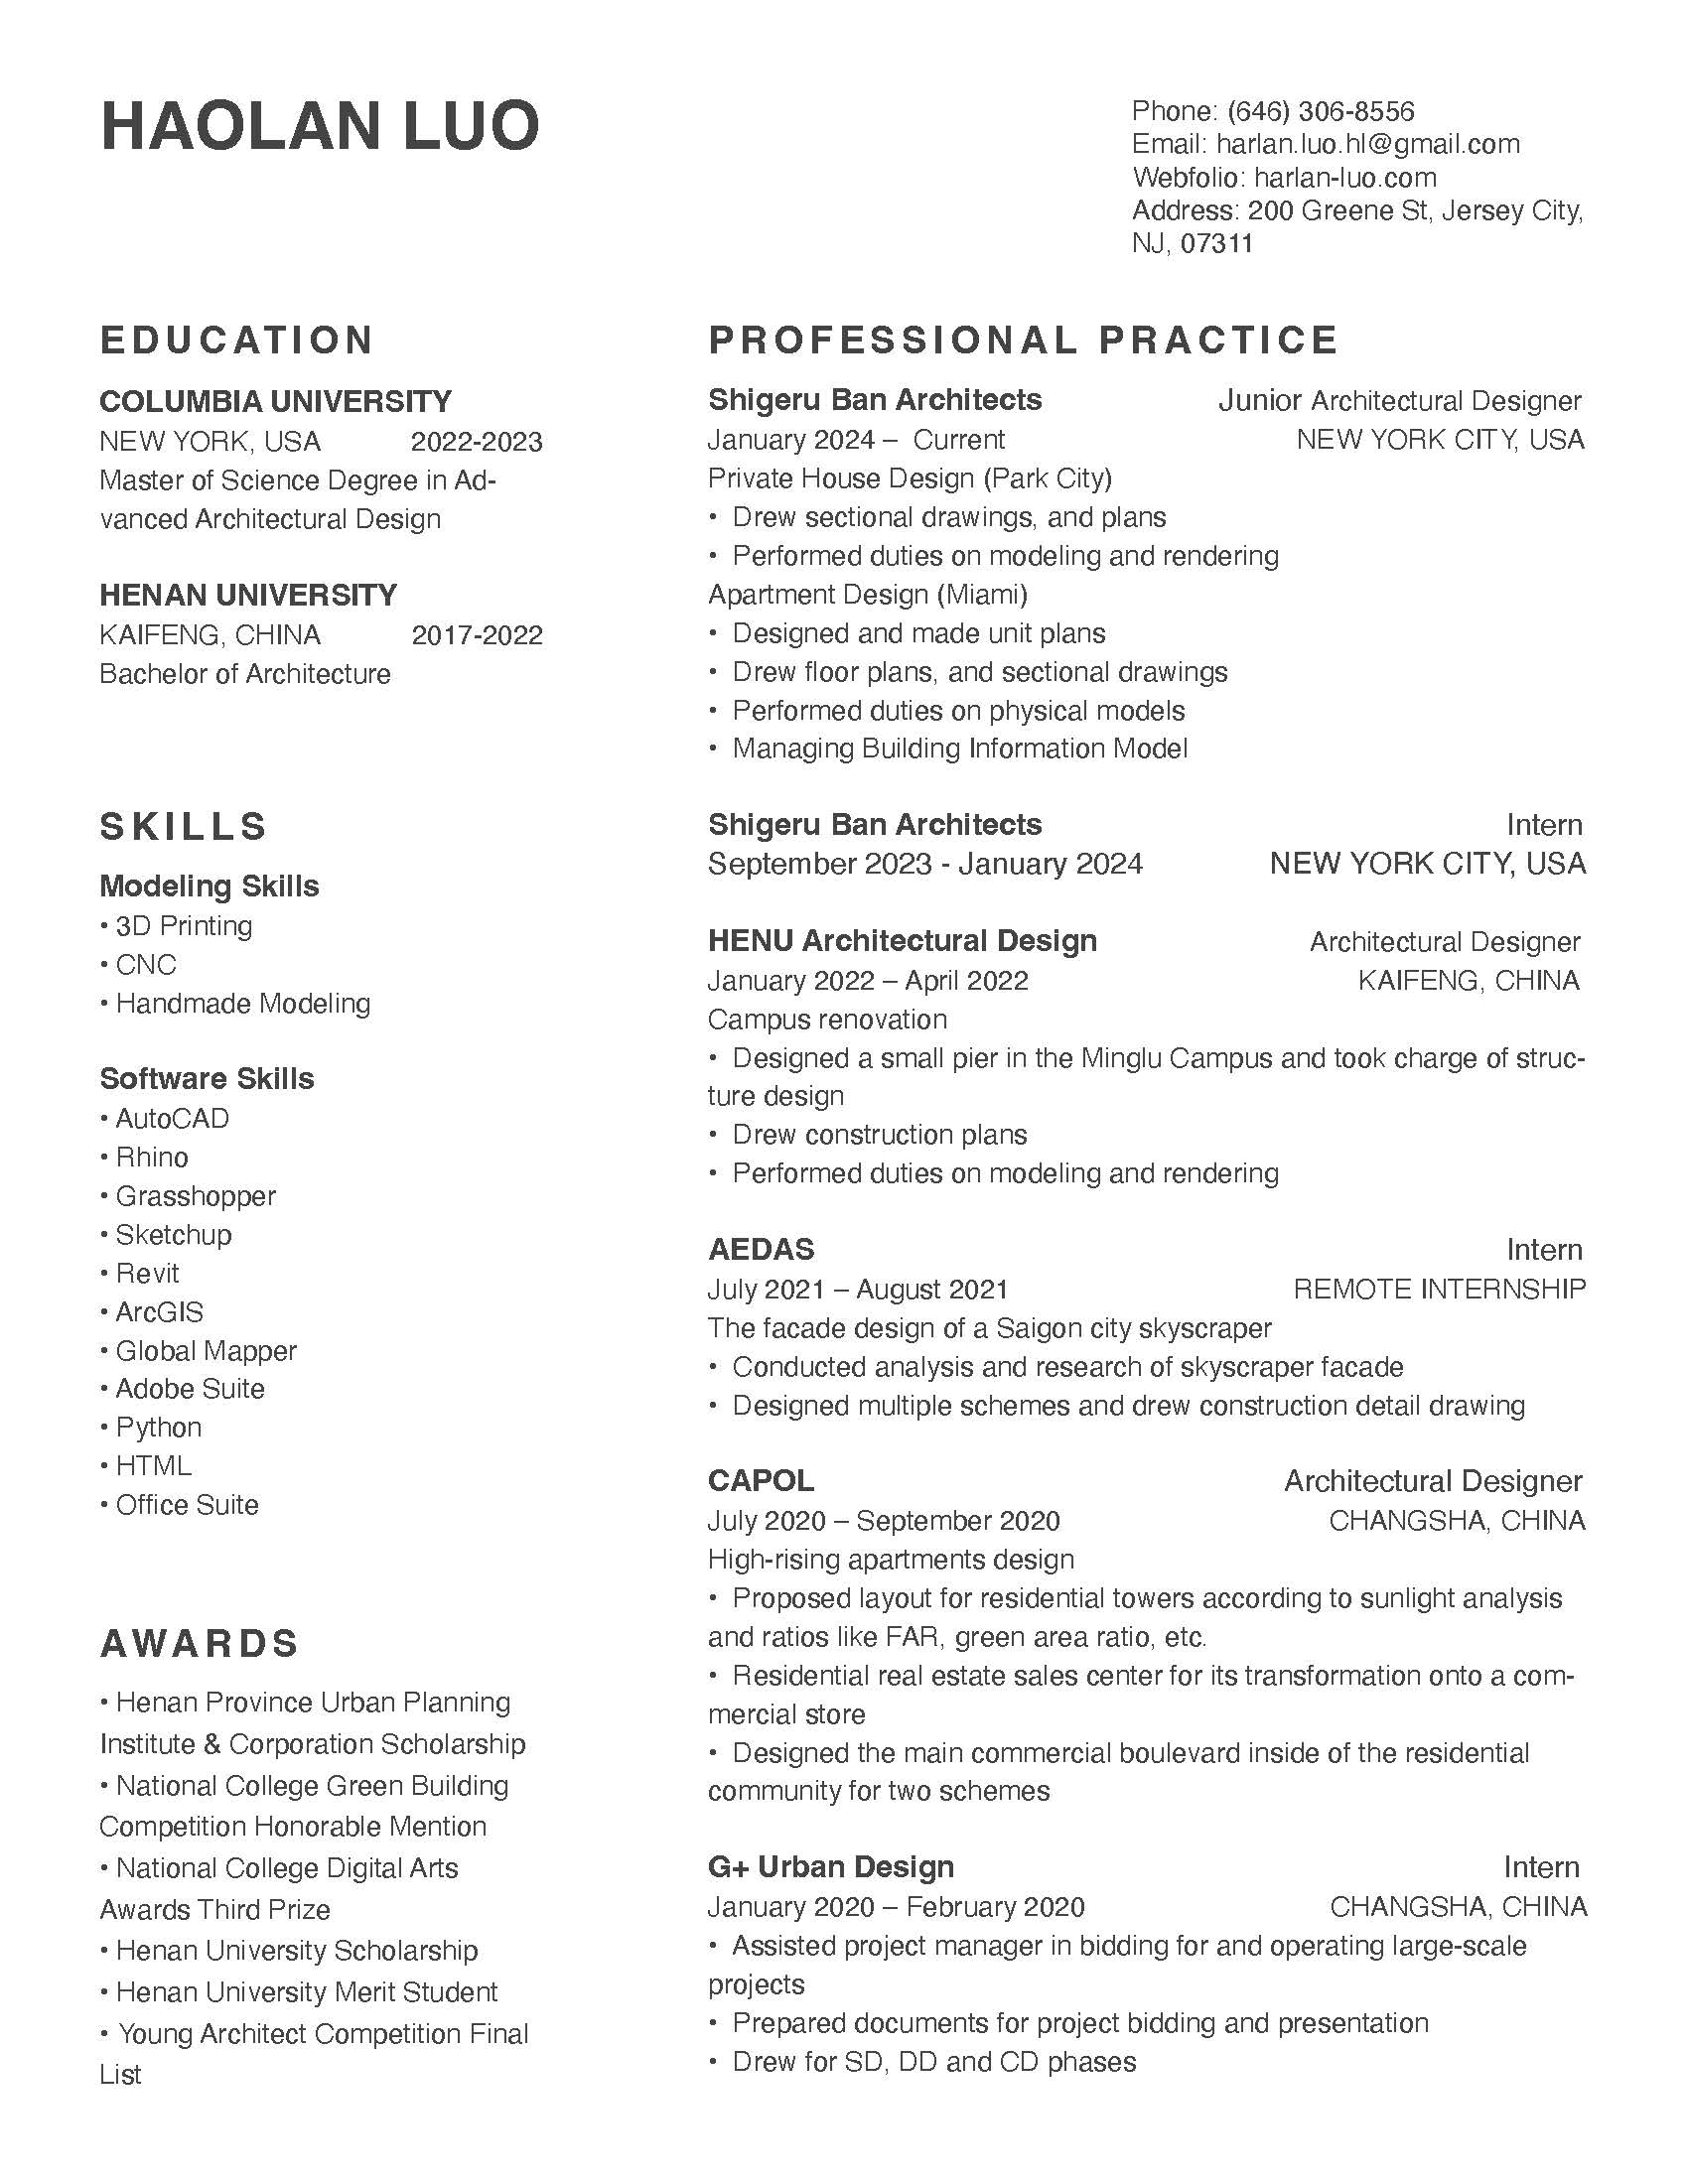 HAOLAN LUO
Phone: (646) 306-8556
Email: harlan.luo.hl@gmail.com
Webfolio: harlan-luo.com
Address: 200 Greene St, Jersey City,
NJ, 07311
EDUCATION
COLUMBIA UNIVERSITY
NEW YORK, USA 2022-2023
Master of Science Degree in Ad-
vanced Architectural Design
HENAN UNIVERSITY
KAIFENG, CHINA 2017-2022
Bachelor of Architecture
SKILLS
Modeling Skills
• 3D Printing
• CNC
• Handmade Modeling
Software Skills
• AutoCAD
• Rhino
• Grasshopper
• Sketchup
• Revit
• ArcGIS
• Global Mapper
• Adobe Suite
• Python
• HTML
• Office Suite
AWARDS
• Henan Province Urban Planning
Institute & Corporation Scholarship
• National College Green Building
Competition Honorable Mention
• National College Digital Arts
Awards Third Prize
• Henan University Scholarship
• Henan University Merit Student
• Young Architect Competition Final
List
PROFESSIONAL PRACTICE
Shigeru Ban Architects Junior Architectural Designer
January 2024 – Current NEW YORK CITY, USA
Private House Design (Park City)
• Drew sectional drawings, and plans
• Performed duties on modeling and rendering
Apartment Design (Miami)
• Designed and made unit plans
• Drew floor plans, and sectional drawings
• Performed duties on physical models
• Managing Building Information Model
Shigeru Ban Architects Intern
September 2023 - January 2024 NEW YORK CITY, USA
HENU Architectural Design Architectural Designer
January 2022 – April 2022 KAIFENG, CHINA
Campus renovation
• Designed a small pier in the Minglu Campus and took charge of struc-
ture design
• Drew construction plans
• Performed duties on modeling and rendering
AEDAS Intern
July 2021 – August 2021 REMOTE INTERNSHIP
The facade design of a Saigon city skyscraper
• Conducted analysis and research of skyscraper facade
• Designed multiple schemes and drew construction detail drawing
CAPOL Architectural Designer
July 2020 – September 2020 CHANGSHA, CHINA
High-rising apartments design
• Proposed layout for residential towers according to sunlight analysis
and ratios like FAR, green area ratio, etc.
• Residential real estate sales center for its transformation onto a com-
mercial store
• Designed the main commercial boulevard inside of the residential
community for two schemes
G+ Urban Design Intern
January 2020 – February 2020 CHANGSHA, CHINA
• Assisted project manager in bidding for and operating large-scale
projects
• Prepared documents for project bidding and presentation
• Drew for SD, DD and CD phases